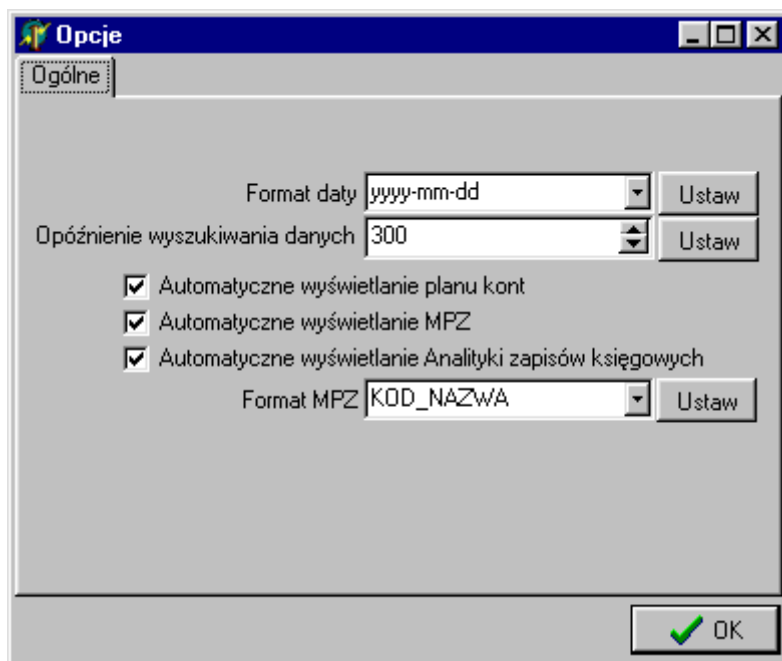 Opcje
Ogólne
Format daty yyyy-mm-dd Ustaw
Opóźnienie wyszukiwania danych 300 Ustaw
Automatyczne wyświetlanie planu kont
Automatyczne wyświetlanie MPZ
Automatyczne wyświetlanie Analityki zapisów księgowych
Format MPZ KOD_NAZWA Ustaw
OK